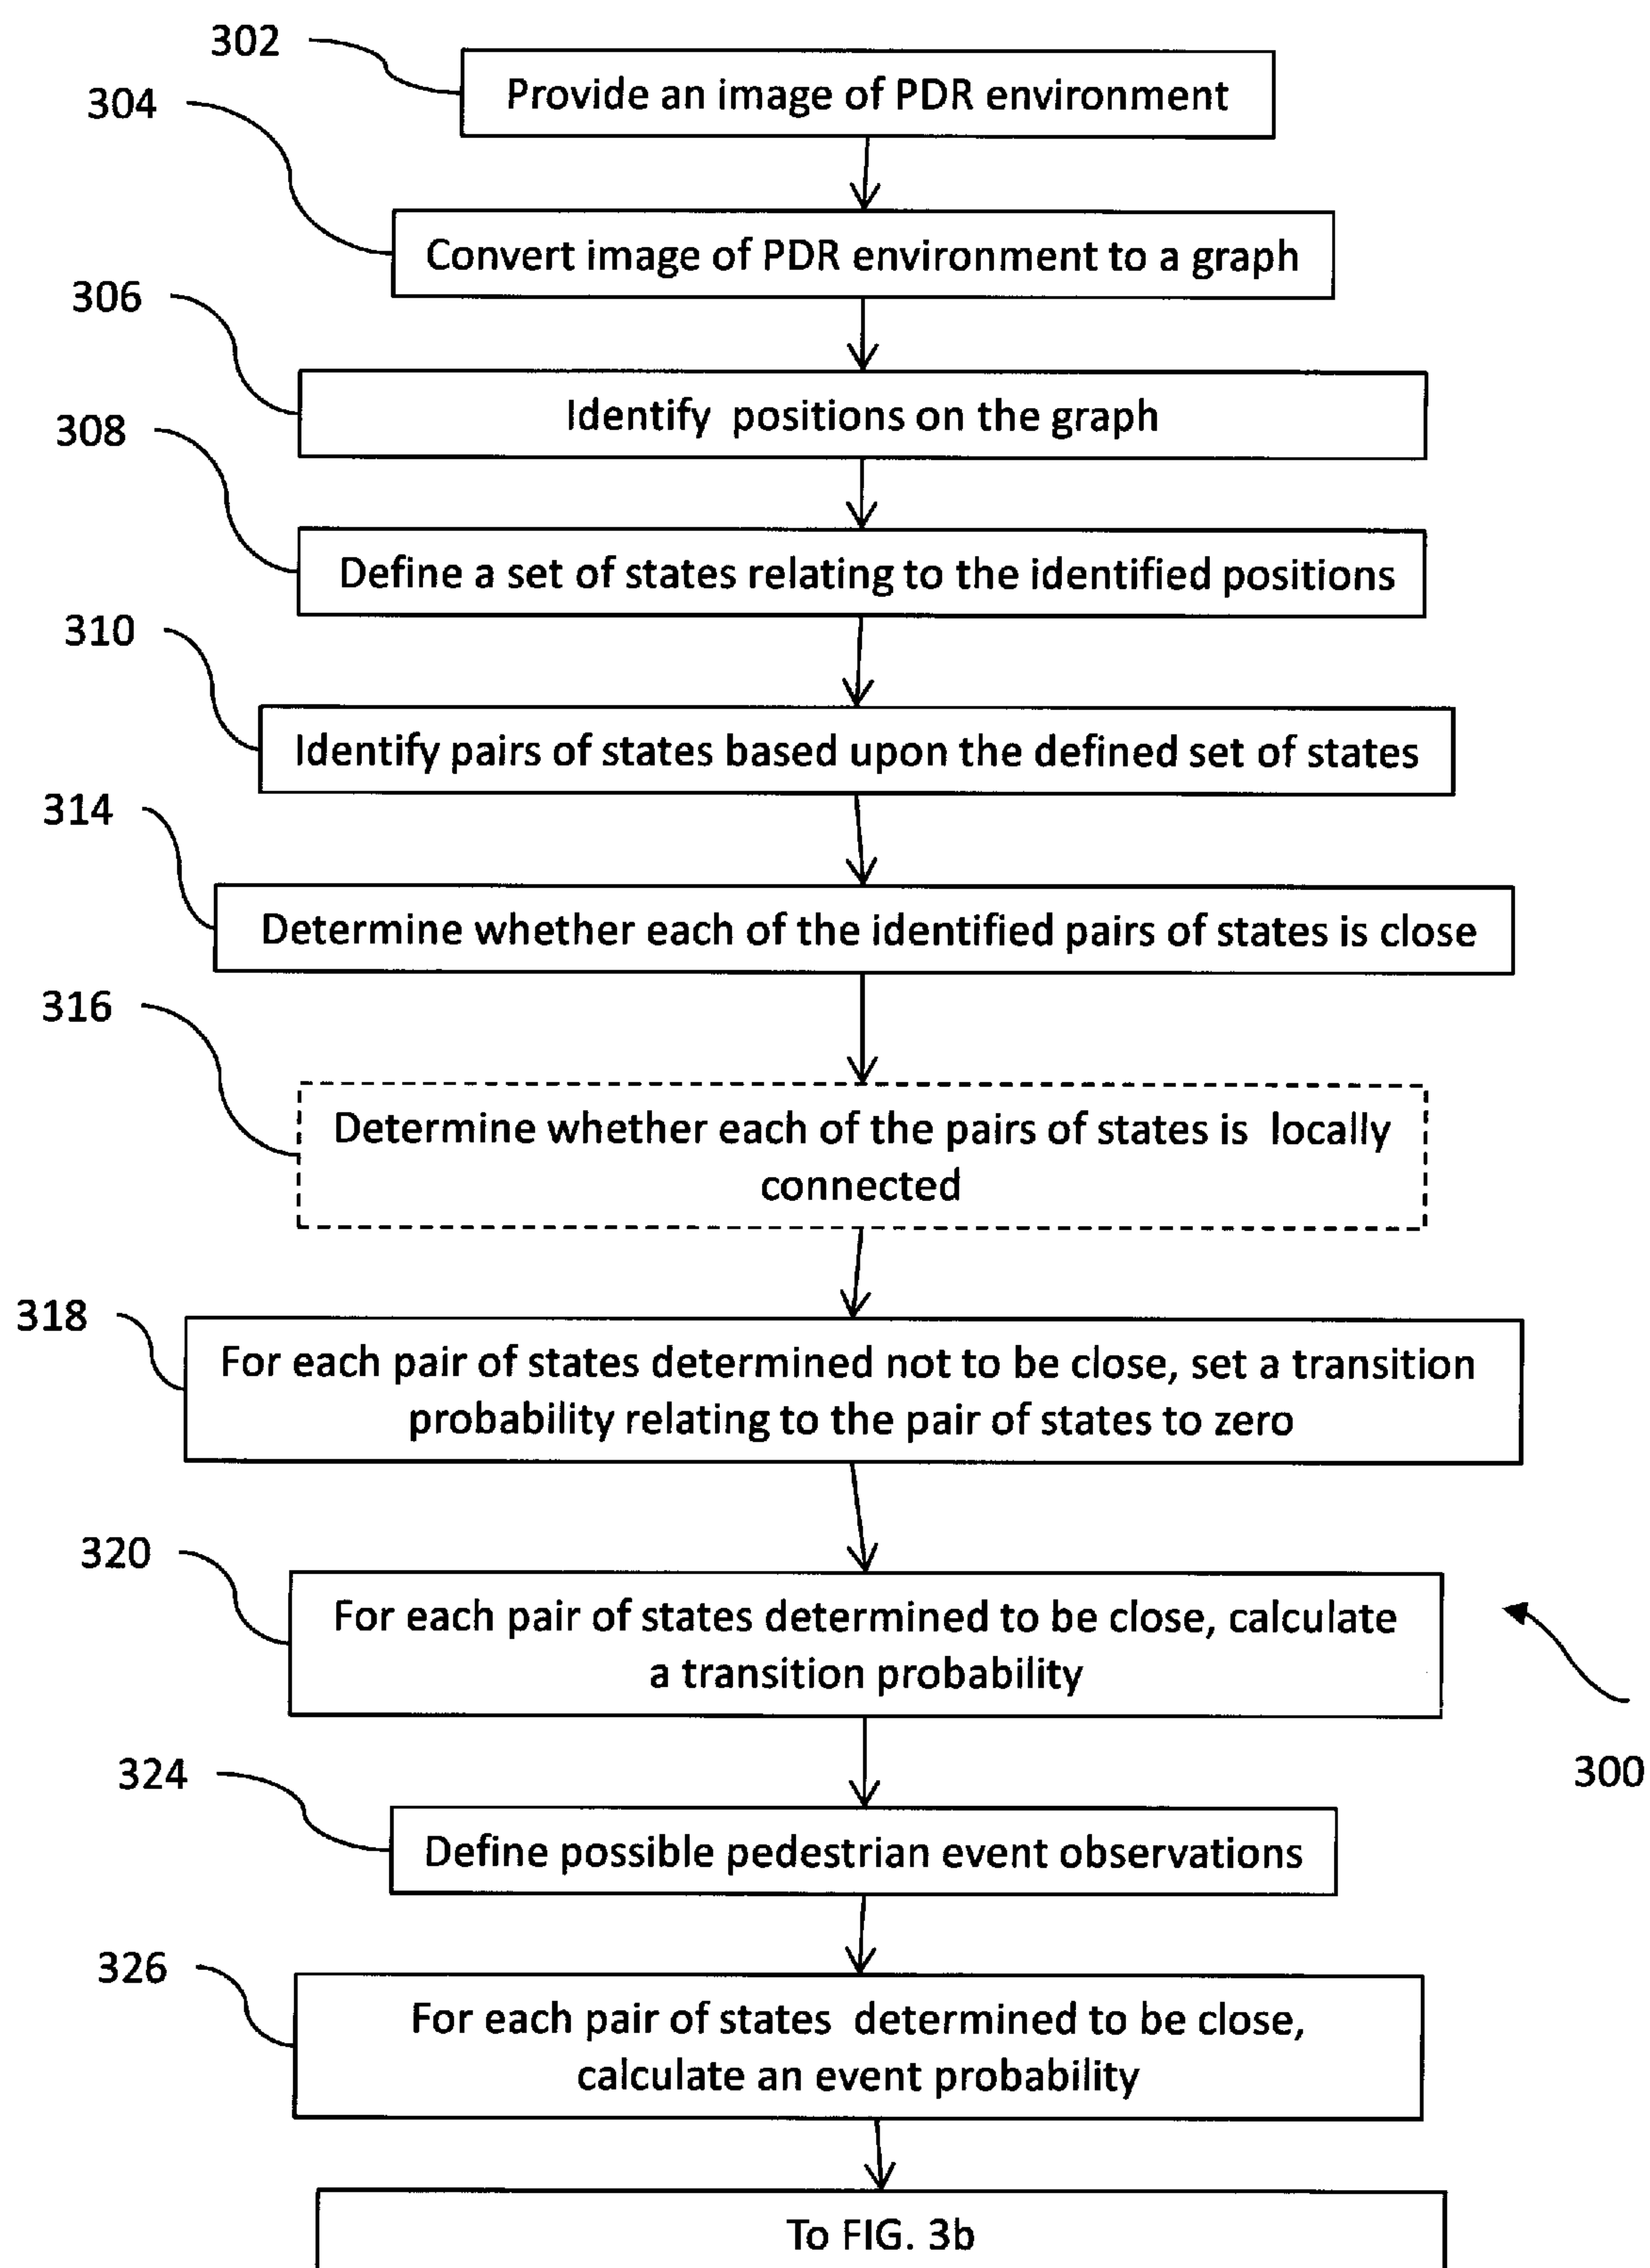 302
Provide an image of PDR environment
304
Convert image of PDR environment to a graph
306
Identify positions on the graph
308
Define a set of states relating to the identified positions
310
Identify pairs of states based upon the defined set of states
314
Determine whether each of the identified pairs of states is close
316
Determine whether each of the pairs of states is locally
connected
318
For each pair of states determined not to be close, set a transition
probability relating to the pair of states to zero
320
For each pair of states determined to be close, calculate
a transition probability
300
324
Define possible pedestrian event observations
326
For each pair of states determined to be close,
calculate an event probability
To FIG. 3b